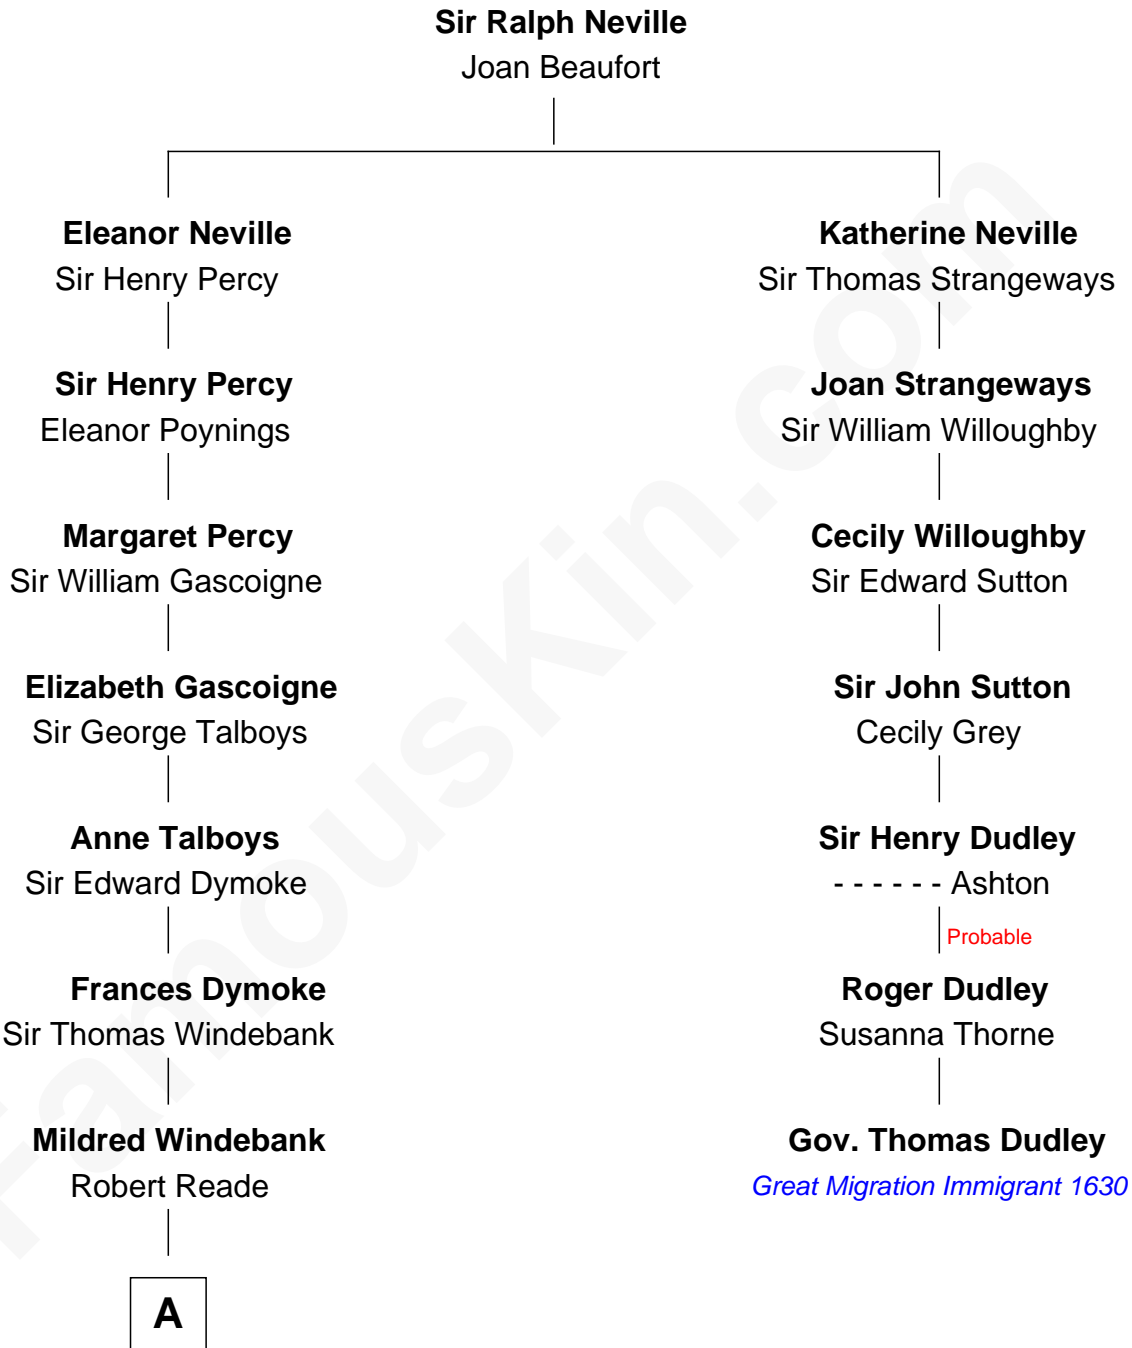 Sir Ralph Neville
Joan Beaufort
Eleanor Neville
Sir Henry Percy
Katherine Neville
Sir Thomas Strangeways
Sir Henry Percy
Eleanor Poynings
Joan Strangeways
Sir William Willoughby
Margaret Percy
Sir William Gascoigne
Cecily Willoughby
Sir Edward Sutton
Elizabeth Gascoigne
Sir George Talboys
Sir John Sutton
Cecily Grey
Anne Talboys
Sir Edward Dymoke
Sir Henry Dudley
- - - - - - Ashton
Probable
Frances Dymoke
Sir Thomas Windebank
Roger Dudley
Susanna Thorne
Mildred Windebank
Robert Reade
Gov. Thomas Dudley
Great Migration Immigrant 1630
A
FamousKin.com